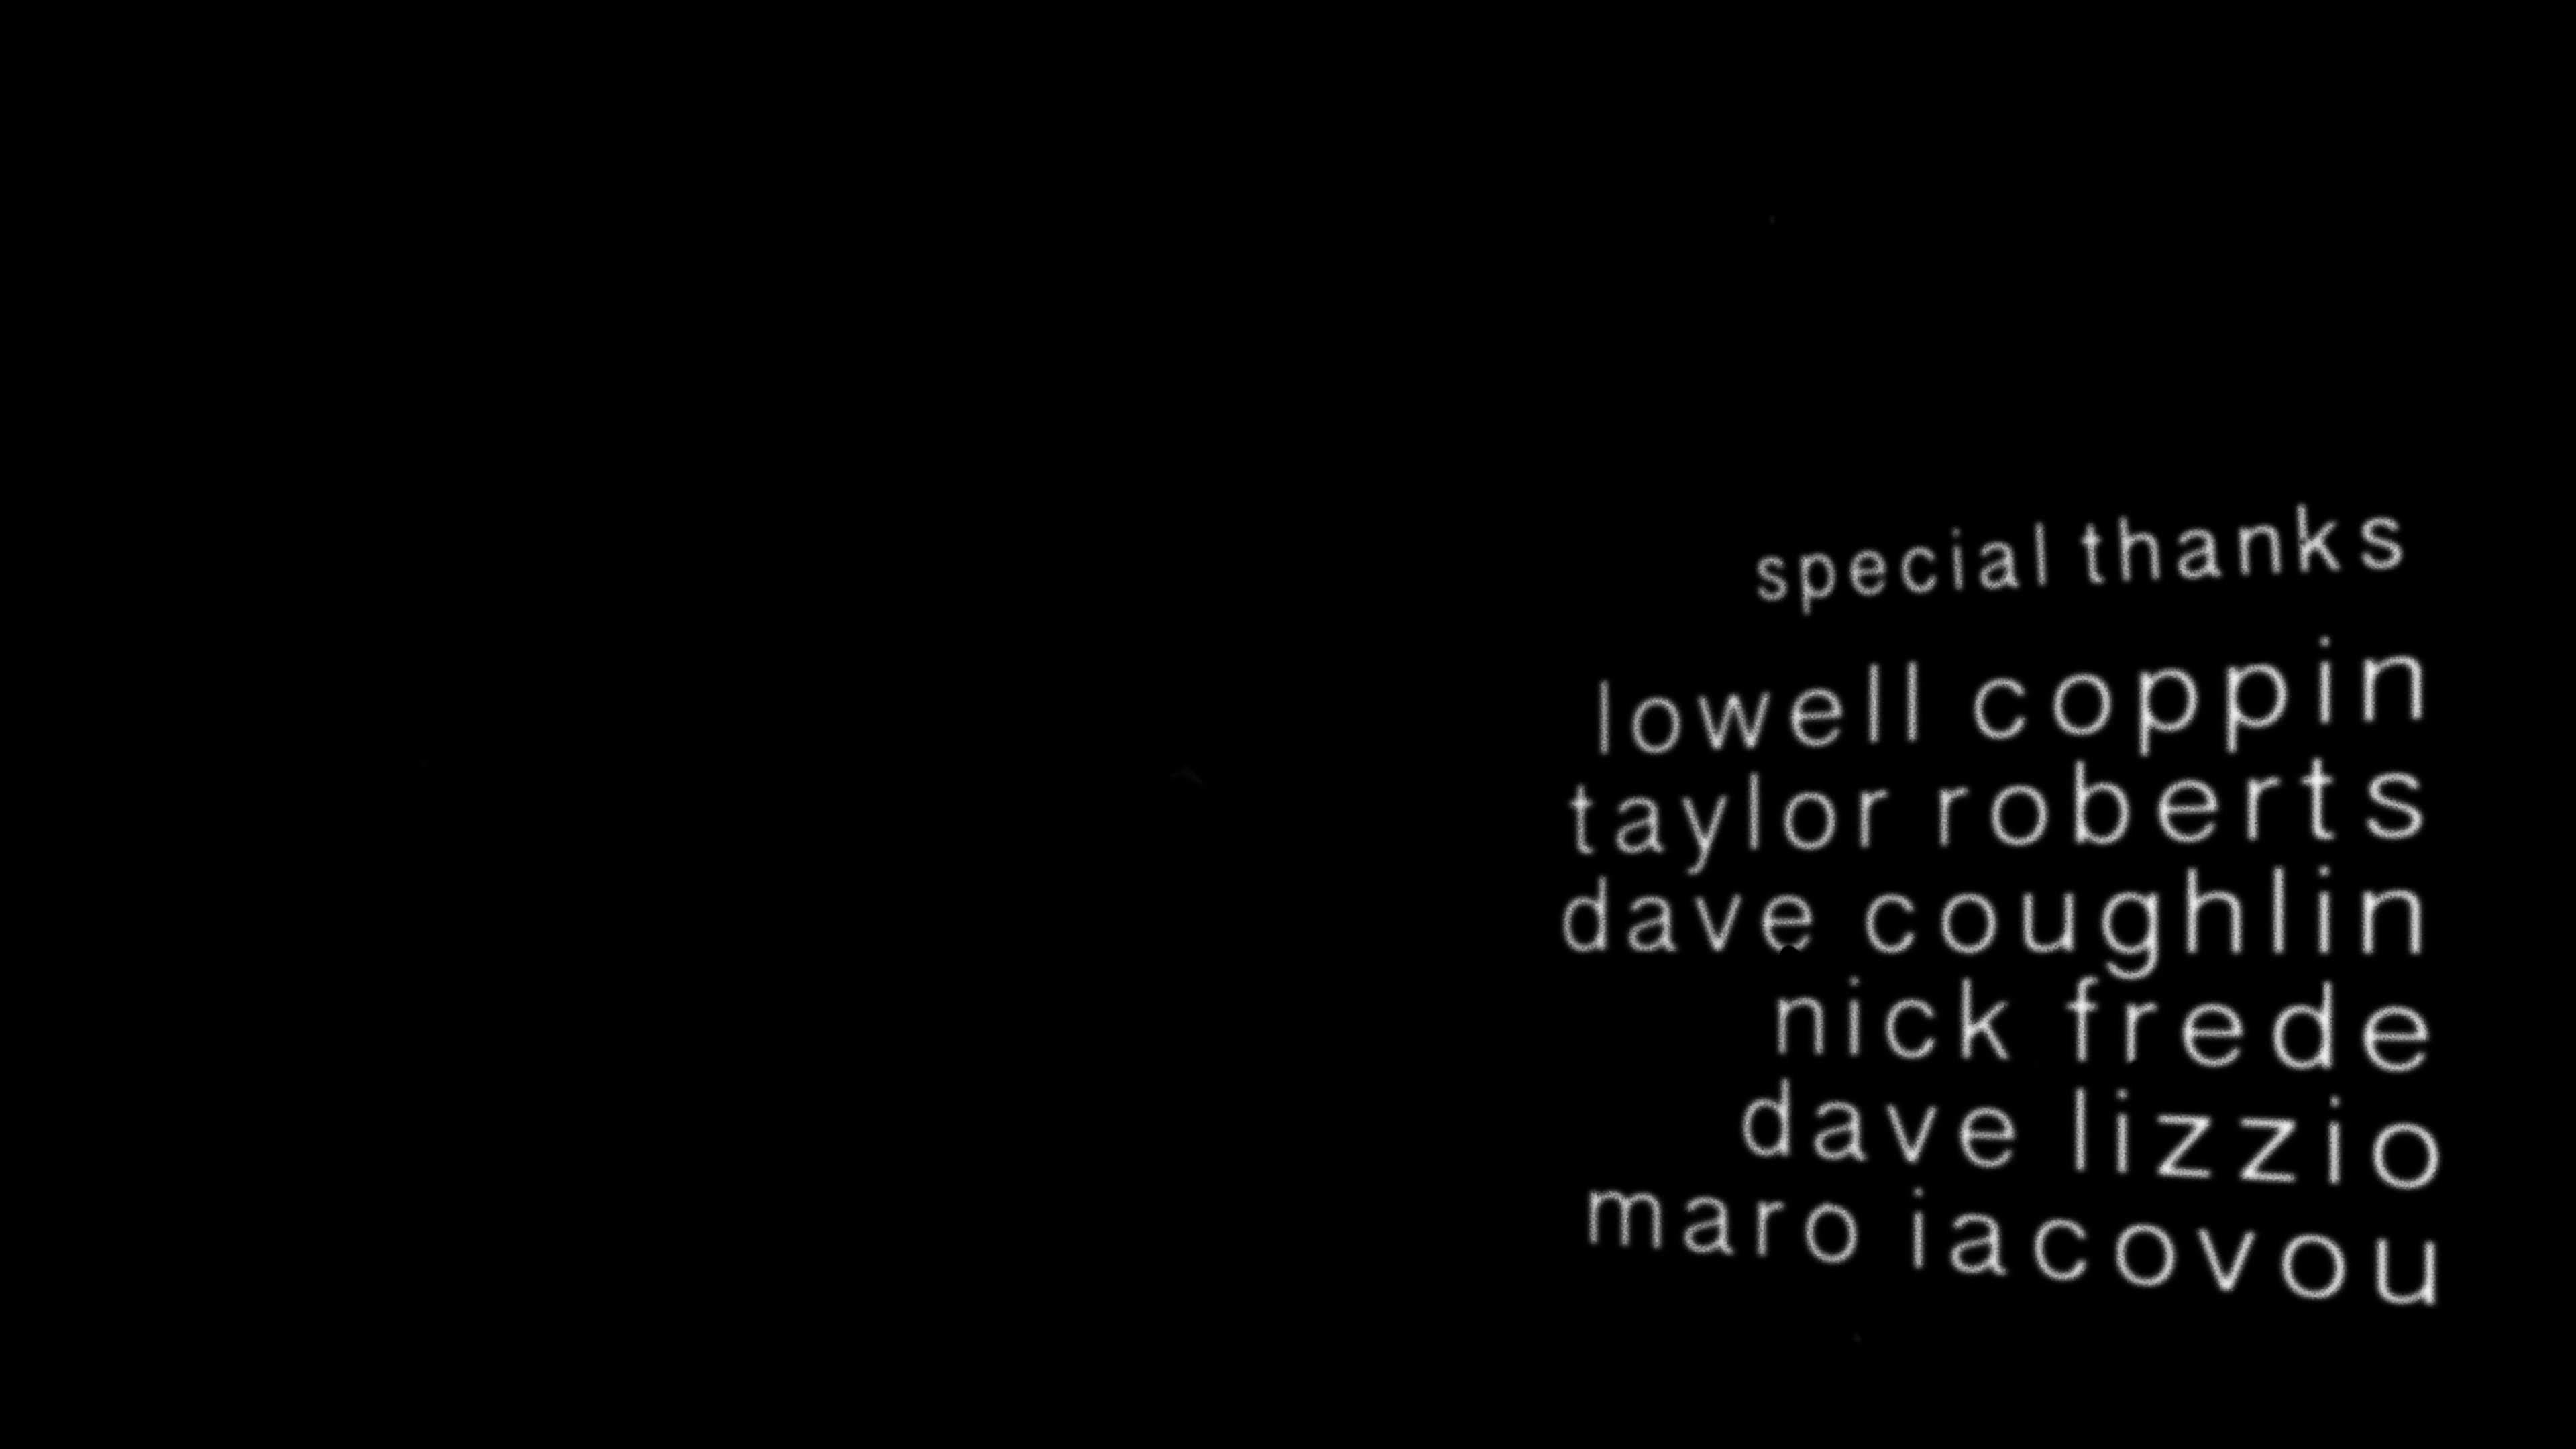 special thanks
lowell coppin
taylor roberts
dave coughlin
nick frede
dave lizzio
maro iacovou